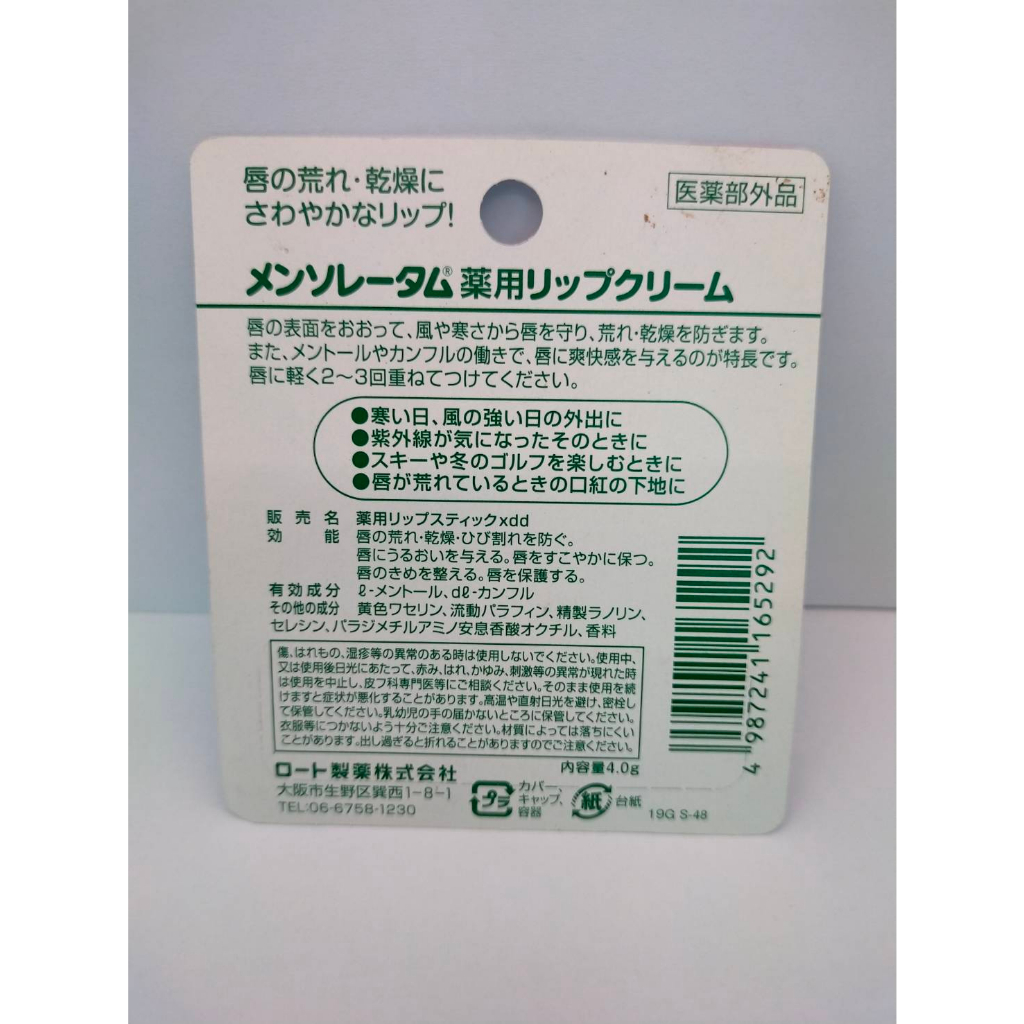 唇の荒れ・乾燥に
さわやかなリップ!
医薬部外品
メンソレータム® 薬用リップクリーム
唇の表面をおおって、風や寒さから唇を守り、荒れ・乾燥を防ぎます。
また、メントールやカンフルの働きで、唇に爽快感を与えるのが特長です。
唇に軽く2〜3回重ねてつけてください。
●寒い日、風の強い日の外出に
●紫外線が気になったそのときに
●スキーや冬のゴルフを楽しむときに
●唇が荒れているときの口紅の下地に
販売名 薬用リップスティックxdd
効能 唇の荒れ・乾燥・ひび割れを防ぐ。
唇にうるおいを与える。唇をすこやかに保つ。
唇のきめを整える。唇を保護する。
有効成分 ℓ-メントール、dℓ-カンフル
その他の成分 黄色ワセリン、流動パラフィン、精製ラノリン、
セレシン、パラジメチルアミノ安息香酸オクチル、香料
傷、はれもの、湿疹等の異常のある時は使用しないでください。使用中、
又は使用後日光にあたって、赤み、はれ、かゆみ、刺激等の異常が現れた時
は使用を中止し、皮フ科専門医等にご相談ください。そのまま使用を続
けますと症状が悪化することがあります。高温や直射日光を避け、密栓し
て保管してください。乳幼児の手の届かないところに保管してください。
衣服等につかないよう十分ご注意ください。材質によっては落ちにくい
ことがあります。出し過ぎると折れることがありますのでご注意ください。
ロート製薬株式会社
大阪市生野区巽西1-8-1
TEL:06-6758-1230
内容量4.0g
プラ
カバー、
キャップ、
容器
紙
台紙
19G S-48
4 987241 165292